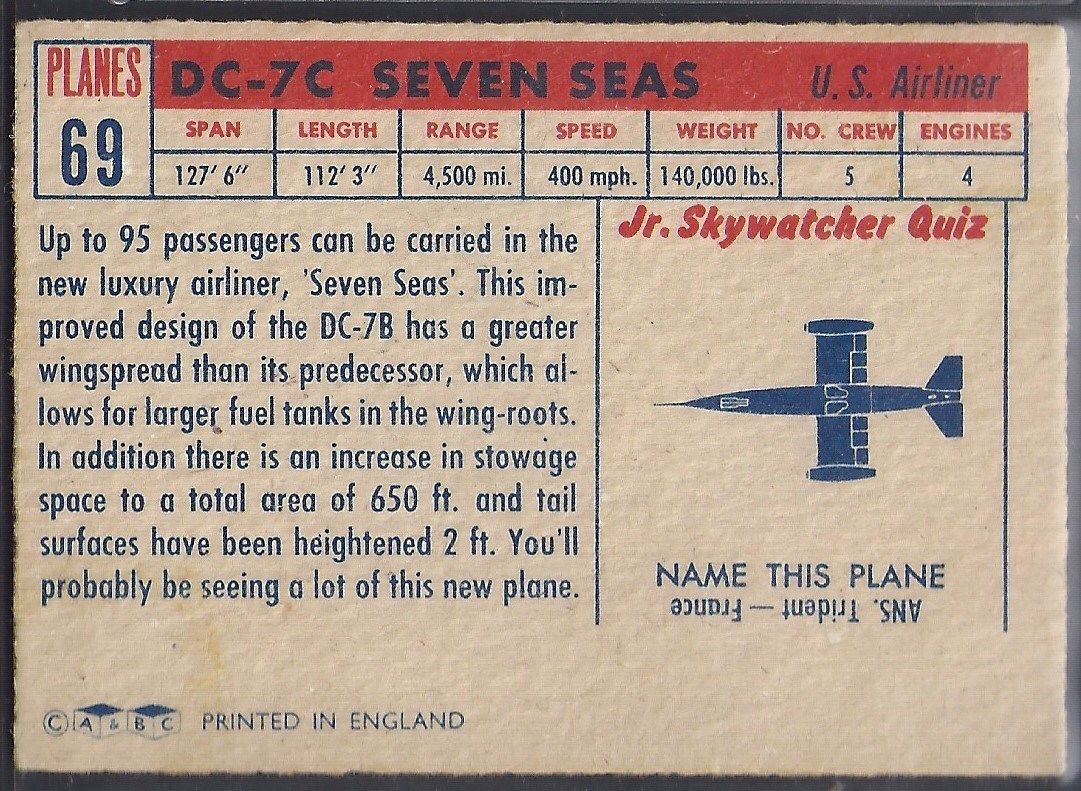 PLANES
69
DC-7C SEVEN SEAS U. S. Airliner
SPAN LENGTH RANGE SPEED WEIGHT NO. CREW ENGINES
127' 6" 112' 3" 4,500 mi. 400 mph. 140,000 lbs. 5 4
Up to 95 passengers can be carried in the
new luxury airliner, 'Seven Seas'. This im-
proved design of the DC-7B has a greater
wingspread than its predecessor, which al-
lows for larger fuel tanks in the wing-roots.
In addition there is an increase in stowage
space to a total area of 650 ft. and tail
surfaces have been heightened 2 ft. You'll
probably be seeing a lot of this new plane.
Jr. Skywatcher Quiz
NAME THIS PLANE
ANS. Trident — France
© A & B C PRINTED IN ENGLAND